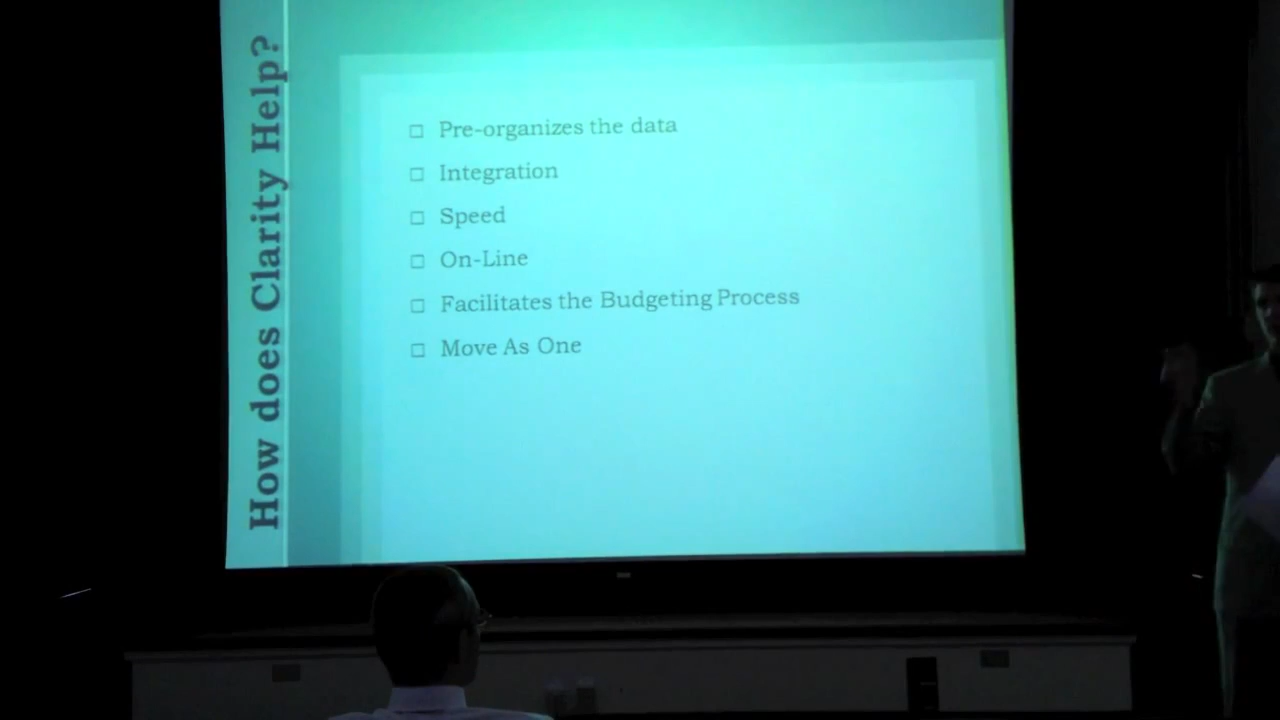 How does Clarity Help?
Pre-organizes the data
Integration
Speed
On-Line
Facilitates the Budgeting Process
Move As One